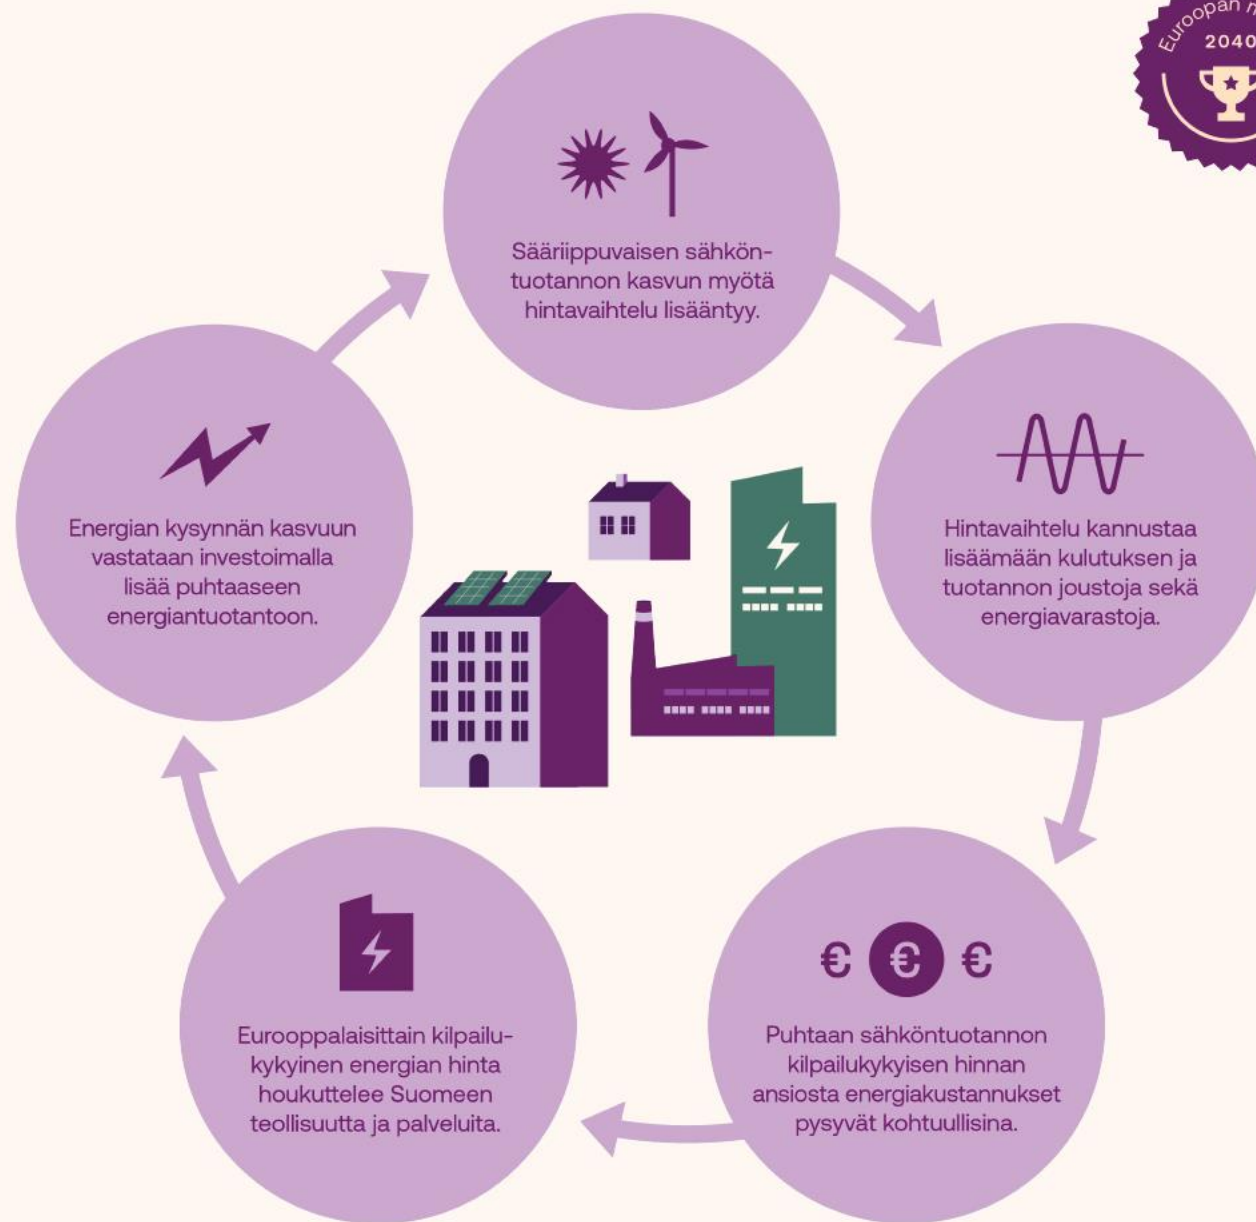 Euroopan
2040
Sääriippuvaisen sähkön-
tuotannon kasvun myötä
hintavaihtelu lisääntyy.
Hintavaihtelu kannustaa
lisäämään kulutuksen ja
tuotannon joustoja sekä
energiavarastoja.
€ € €
Puhtaan sähköntuotannon
kilpailukykyisen hinnan
ansiosta energiakustannukset
pysyvät kohtuullisina.
Eurooppalaisittain kilpailu-
kykyinen energian hinta
houkuttelee Suomeen
teollisuutta ja palveluita.
Energian kysynnän kasvuun
vastataan investoimalla
lisää puhtaaseen
energiantuotantoon.